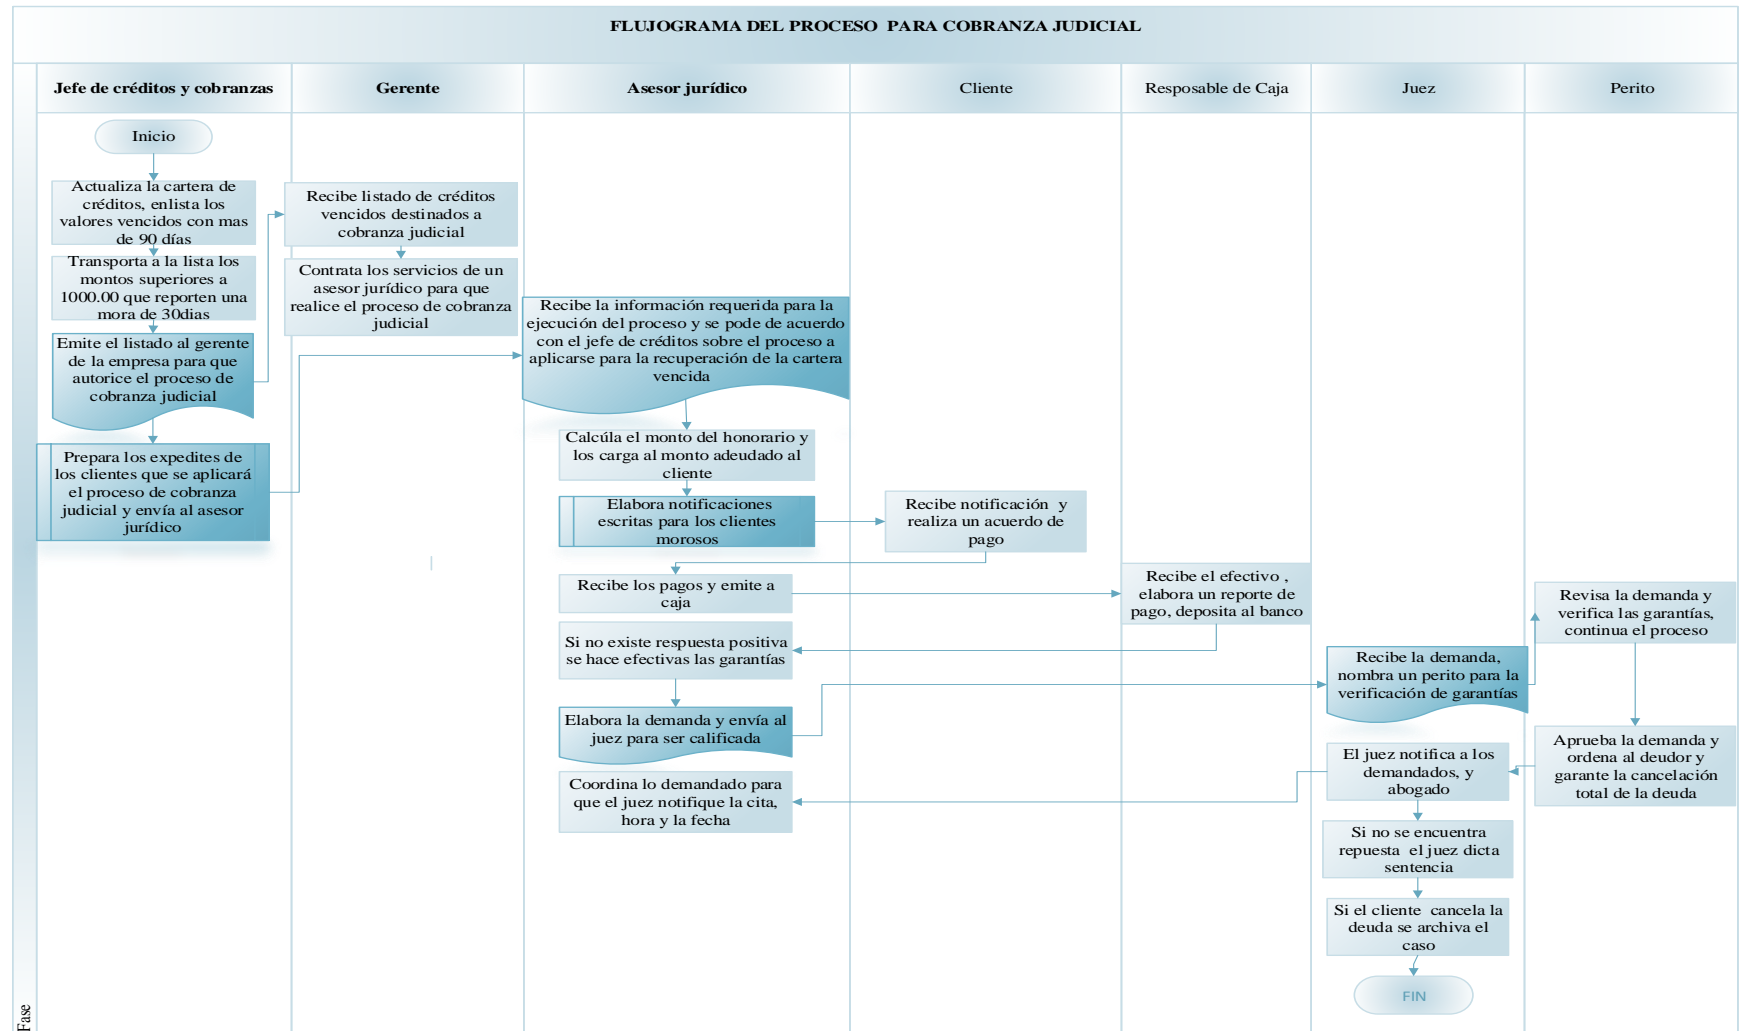 FLUJOGRAMA DEL PROCESO PARA COBRANZA JUDICIAL
Jefe de créditos y cobranzas
Gerente
Asesor jurídico
Cliente
Resposable de Caja
Juez
Perito
Inicio
Actualiza la cartera de
créditos, enlista los
valores vencidos con mas
de 90 días
Transporta a la lista los
montos superiores a
1000.00 que reporten una
mora de 30dias
Emite el listado al gerente
de la empresa para que
autorice el proceso de
cobranza judicial
Prepara los expedites de
los clientes que se aplicará
el proceso de cobranza
judicial y envía al asesor
jurídico
Recibe listado de créditos
vencidos destinados a
cobranza judicial
Contrata los servicios de un
asesor jurídico para que
realice el proceso de cobranza
judicial
Recibe la información requerida para la
ejecución del proceso y se pode de acuerdo
con el jefe de créditos sobre el proceso a
aplicarse para la recuperación de la cartera
vencida
Calcúla el monto del honorario y
los carga al monto adeudado al
cliente
Elabora notificaciones
escritas para los clientes
morosos
Recibe notificación y
realiza un acuerdo de
pago
Recibe los pagos y emite a
caja
Recibe el efectivo ,
elabora un reporte de
pago, deposita al banco
Si no existe respuesta positiva
se hace efectivas las garantías
Elabora la demanda y envía al
juez para ser calificada
Recibe la demanda,
nombra un perito para la
verificación de garantías
Revisa la demanda y
verifica las garantías,
continua el proceso
Aprueba la demanda y
ordena al deudor y
garante la cancelación
total de la deuda
El juez notifica a los
demandados, y
abogado
Coordina lo demandado para
que el juez notifique la cita,
hora y la fecha
Si no se encuentra
repuesta el juez dicta
sentencia
Si el cliente cancela la
deuda se archiva el
caso
FIN
Fase